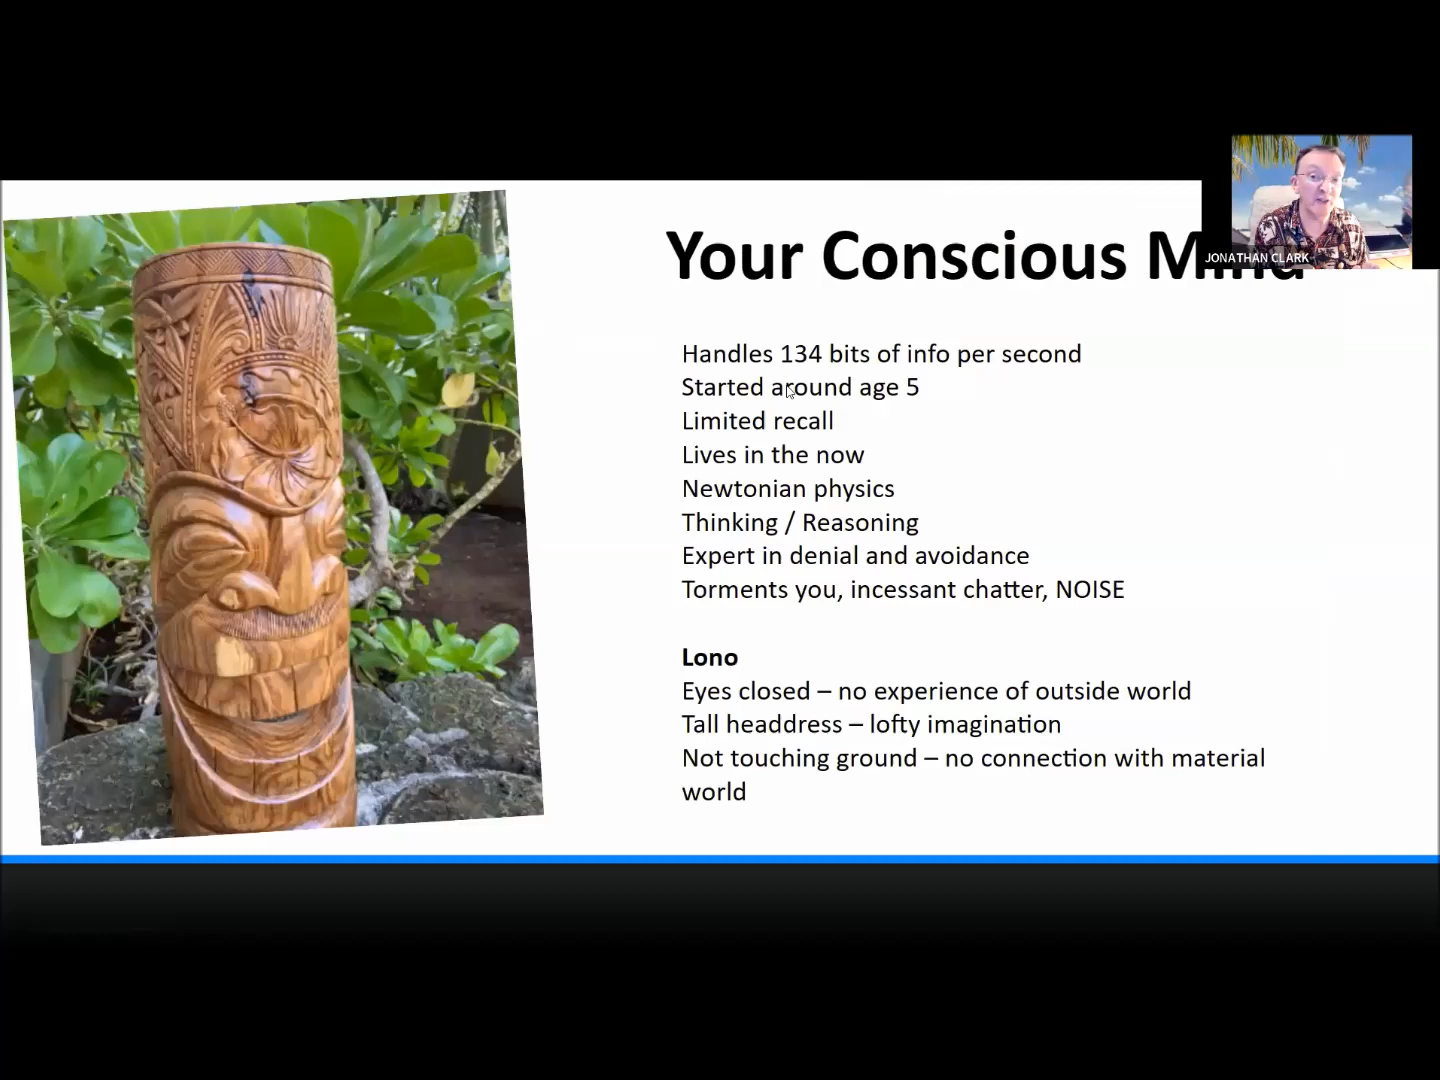 JONATHAN CLARK
Your Conscious Mind
Handles 134 bits of info per second
Started around age 5
Limited recall
Lives in the now
Newtonian physics
Thinking / Reasoning
Expert in denial and avoidance
Torments you, incessant chatter, NOISE
Lono
Eyes closed – no experience of outside world
Tall headdress – lofty imagination
Not touching ground – no connection with material
world